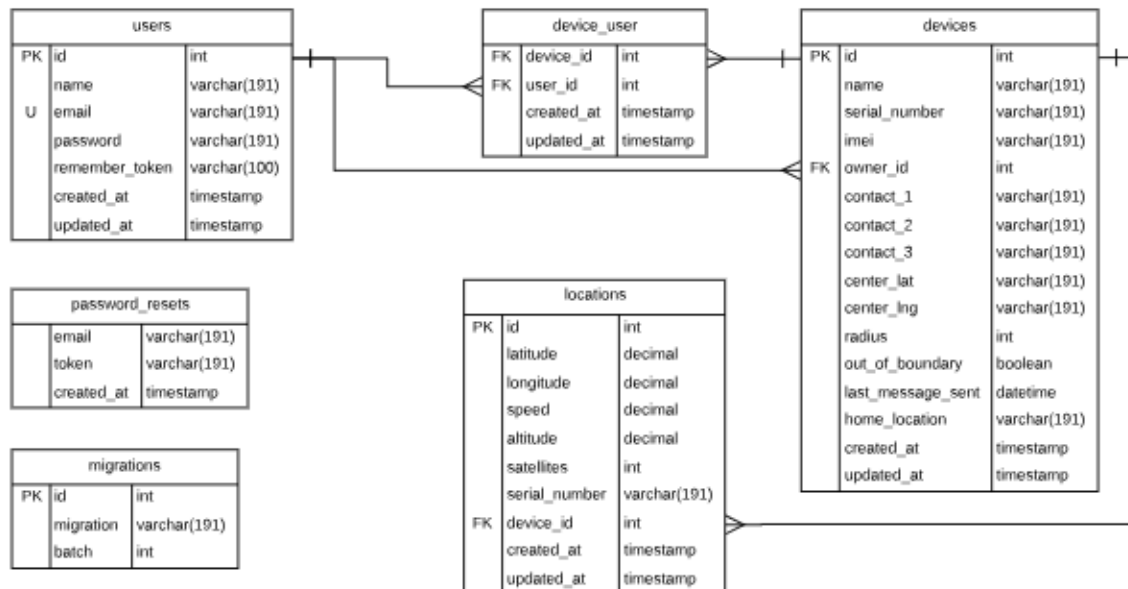 users
PK id int
name varchar(191)
U email varchar(191)
password varchar(191)
remember_token varchar(100)
created_at timestamp
updated_at timestamp
device_user
FK device_id int
FK user_id int
created_at timestamp
updated_at timestamp
devices
PK id int
name varchar(191)
serial_number varchar(191)
imei varchar(191)
FK owner_id int
contact_1 varchar(191)
contact_2 varchar(191)
contact_3 varchar(191)
center_lat varchar(191)
center_lng varchar(191)
radius int
out_of_boundary boolean
last_message_sent datetime
home_location varchar(191)
created_at timestamp
updated_at timestamp
password_resets
email varchar(191)
token varchar(191)
created_at timestamp
locations
PK id int
latitude decimal
longitude decimal
speed decimal
altitude decimal
satellites int
serial_number varchar(191)
FK device_id int
created_at timestamp
updated_at timestamp
migrations
PK id int
migration varchar(191)
batch int